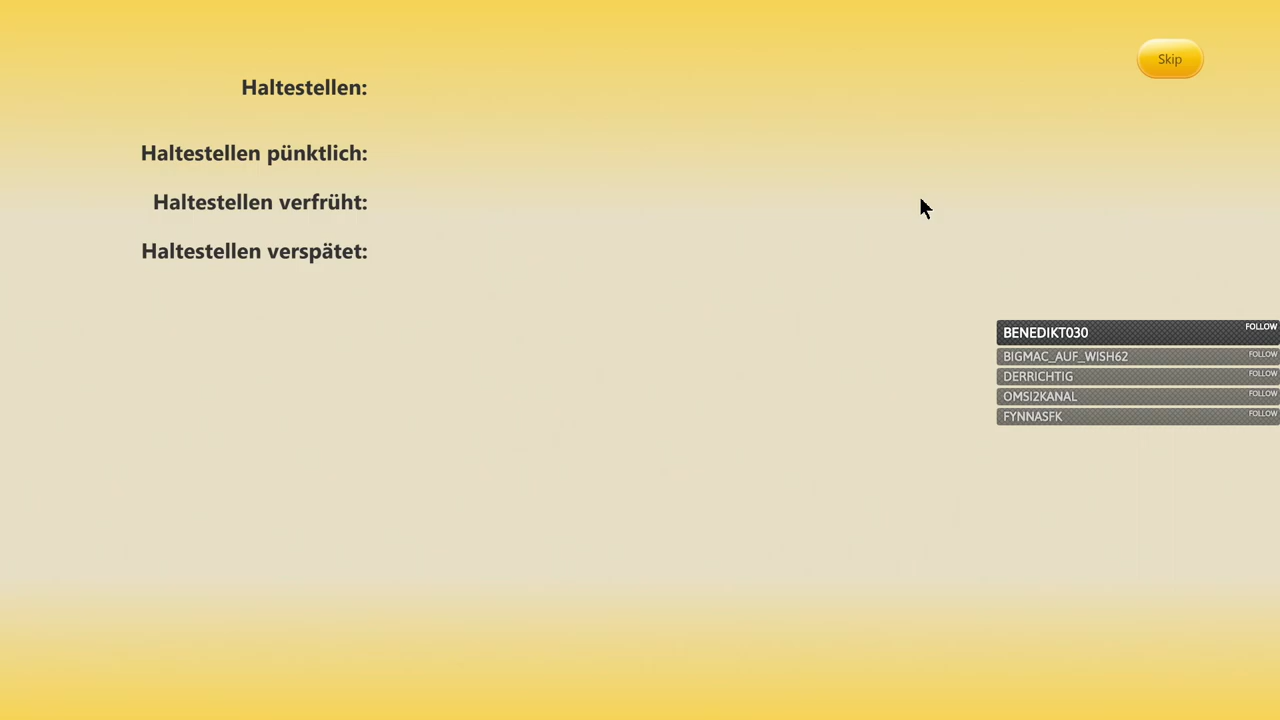 Skip
Haltestellen:
Haltestellen pünktlich:
Haltestellen verfrüht:
Haltestellen verspätet:
BENEDIKT030 FOLLOW
BIGMAC_AUF_WISH62 FOLLOW
DERRICHTIG FOLLOW
OMSI2KANAL FOLLOW
FYNNASFK FOLLOW